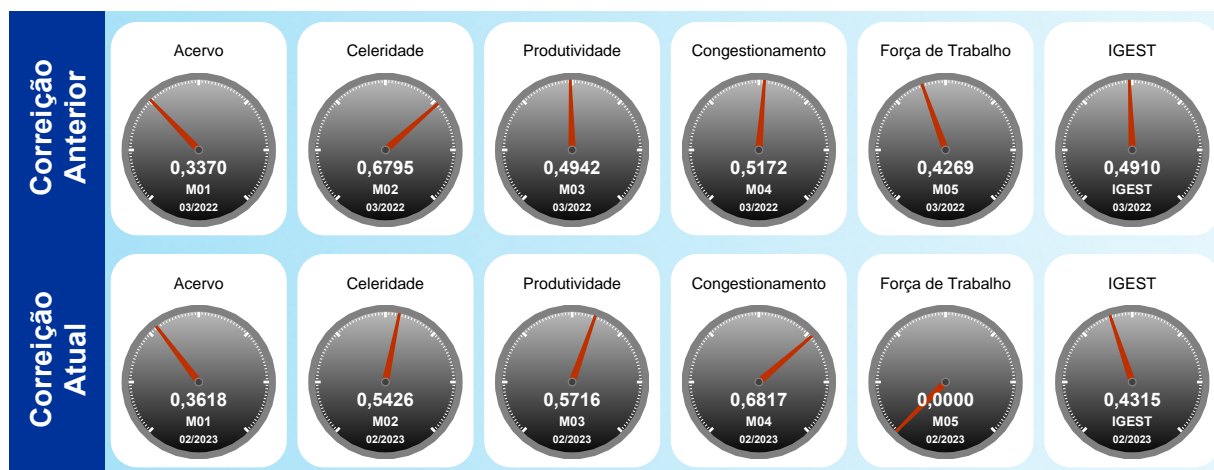 Correição
Anterior
Acervo
0,3370
M01
03/2022
Celeridade
0,6795
M02
03/2022
Produtividade
0,4942
M03
03/2022
Congestionamento
0,5172
M04
03/2022
Força de Trabalho
0,4269
M05
03/2022
IGEST
0,4910
IGEST
03/2022
Correição
Atual
Acervo
0,3618
M01
02/2023
Celeridade
0,5426
M02
02/2023
Produtividade
0,5716
M03
02/2023
Congestionamento
0,6817
M04
02/2023
Força de Trabalho
0,0000
M05
02/2023
IGEST
0,4315
IGEST
02/2023